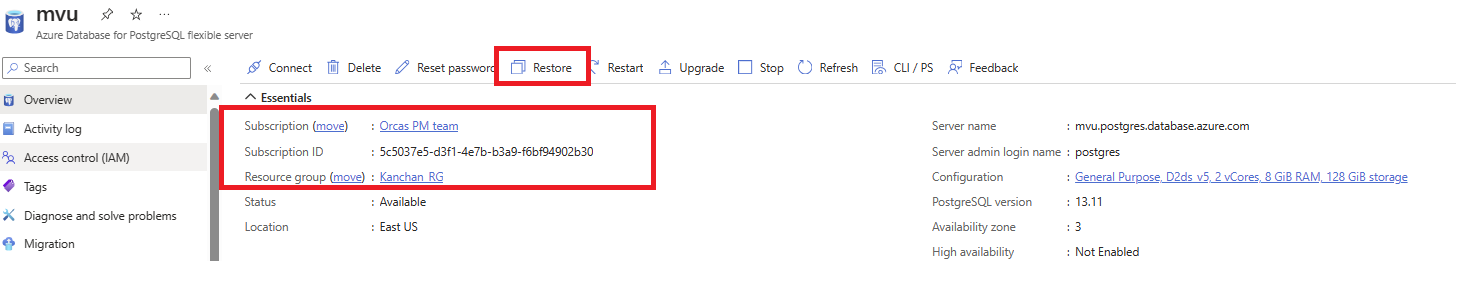 mvu ...
Azure Database for PostgreSQL flexible server
Search «
Connect Delete Reset password Restore Restart Upgrade Stop Refresh CLI / PS Feedback
Overview
Activity log
Access control (IAM)
Tags
Diagnose and solve problems
Migration
Essentials
Subscription (move) : Orcas PM team
Subscription ID : 5c5037e5-d3f1-4e7b-b3a9-f6bf94902b30
Resource group (move) : Kanchan_RG
Status : Available
Location : East US
Server name : mvu.postgres.database.azure.com
Server admin login name : postgres
Configuration : General Purpose, D2ds_v5, 2 vCores, 8 GiB RAM, 128 GiB storage
PostgreSQL version : 13.11
Availability zone : 3
High availability : Not Enabled